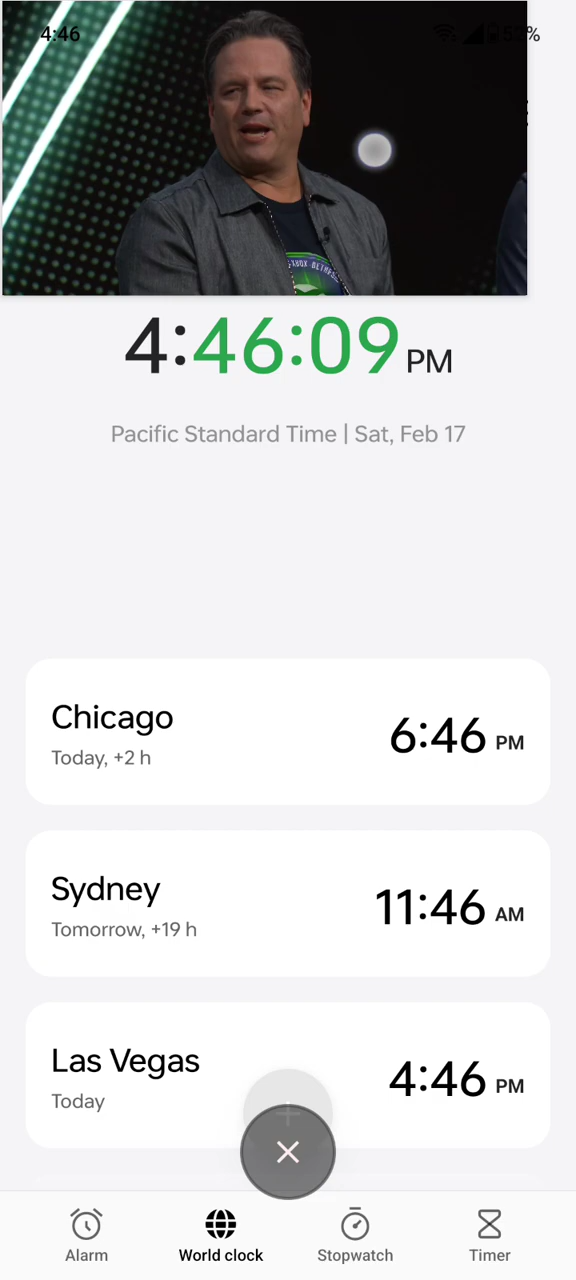 4:46
4:46:09 PM
Pacific Standard Time | Sat, Feb 17
Chicago
6:46 PM
Today, +2 h
Sydney
11:46 AM
Tomorrow, +19 h
Las Vegas
4:46 PM
Today
Alarm
World clock
Stopwatch
Timer